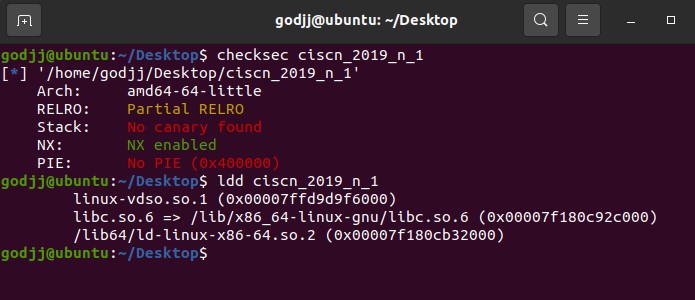 godjj@ubuntu: ~/Desktop
godjj@ubuntu:~/Desktop$ checksec ciscn_2019_n_1
[*] '/home/godjj/Desktop/ciscn_2019_n_1'
    Arch:     amd64-64-little
    RELRO:    Partial RELRO
    Stack:    No canary found
    NX:       NX enabled
    PIE:      No PIE (0x400000)
godjj@ubuntu:~/Desktop$ ldd ciscn_2019_n_1
        linux-vdso.so.1 (0x00007ffd9d9f6000)
        libc.so.6 => /lib/x86_64-linux-gnu/libc.so.6 (0x00007f180c92c000)
        /lib64/ld-linux-x86-64.so.2 (0x00007f180cb32000)
godjj@ubuntu:~/Desktop$